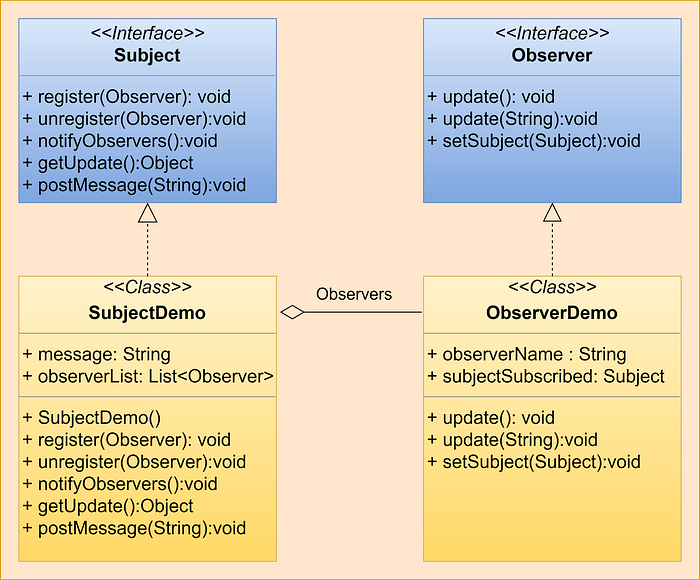 <<Interface>>
Subject
+ register(Observer): void
+ unregister(Observer):void
+ notifyObservers():void
+ getUpdate():Object
+ postMessage(String):void
<<Interface>>
Observer
+ update(): void
+ update(String):void
+ setSubject(Subject):void
<<Class>>
SubjectDemo
+ message: String
+ observerList: List<Observer>
+ SubjectDemo()
+ register(Observer): void
+ unregister(Observer):void
+ notifyObservers():void
+ getUpdate():Object
+ postMessage(String):void
Observers
<<Class>>
ObserverDemo
+ observerName : String
+ subjectSubscribed: Subject
+ update(): void
+ update(String):void
+ setSubject(Subject):void